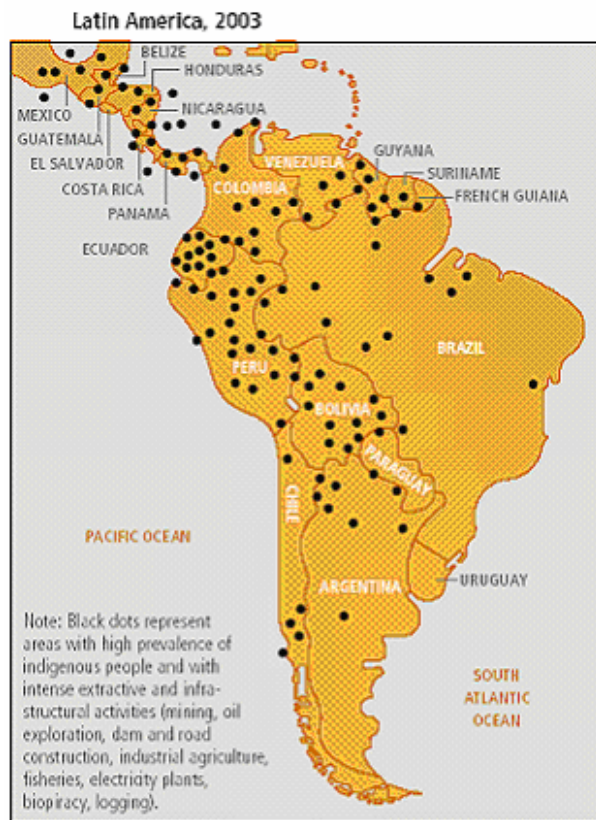 Latin America, 2003
BELIZE
HONDURAS
MEXICO
NICARAGUA
GUATEMALA
EL SALVADOR
COSTA RICA
PANAMA
VENEZUELA
GUYANA
SURINAME
FRENCH GUIANA
COLOMBIA
ECUADOR
BRAZIL
PERU
BOLIVIA
PARAGUAY
CHILE
PACIFIC OCEAN
ARGENTINA
URUGUAY
Note: Black dots represent
areas with high prevalence of
indigenous people and with
intense extractive and infra-
structural activities (mining, oil
exploration, dam and road
construction, industrial agriculture,
fisheries, electricity plants,
biopiracy, logging).
SOUTH
ATLANTIC
OCEAN